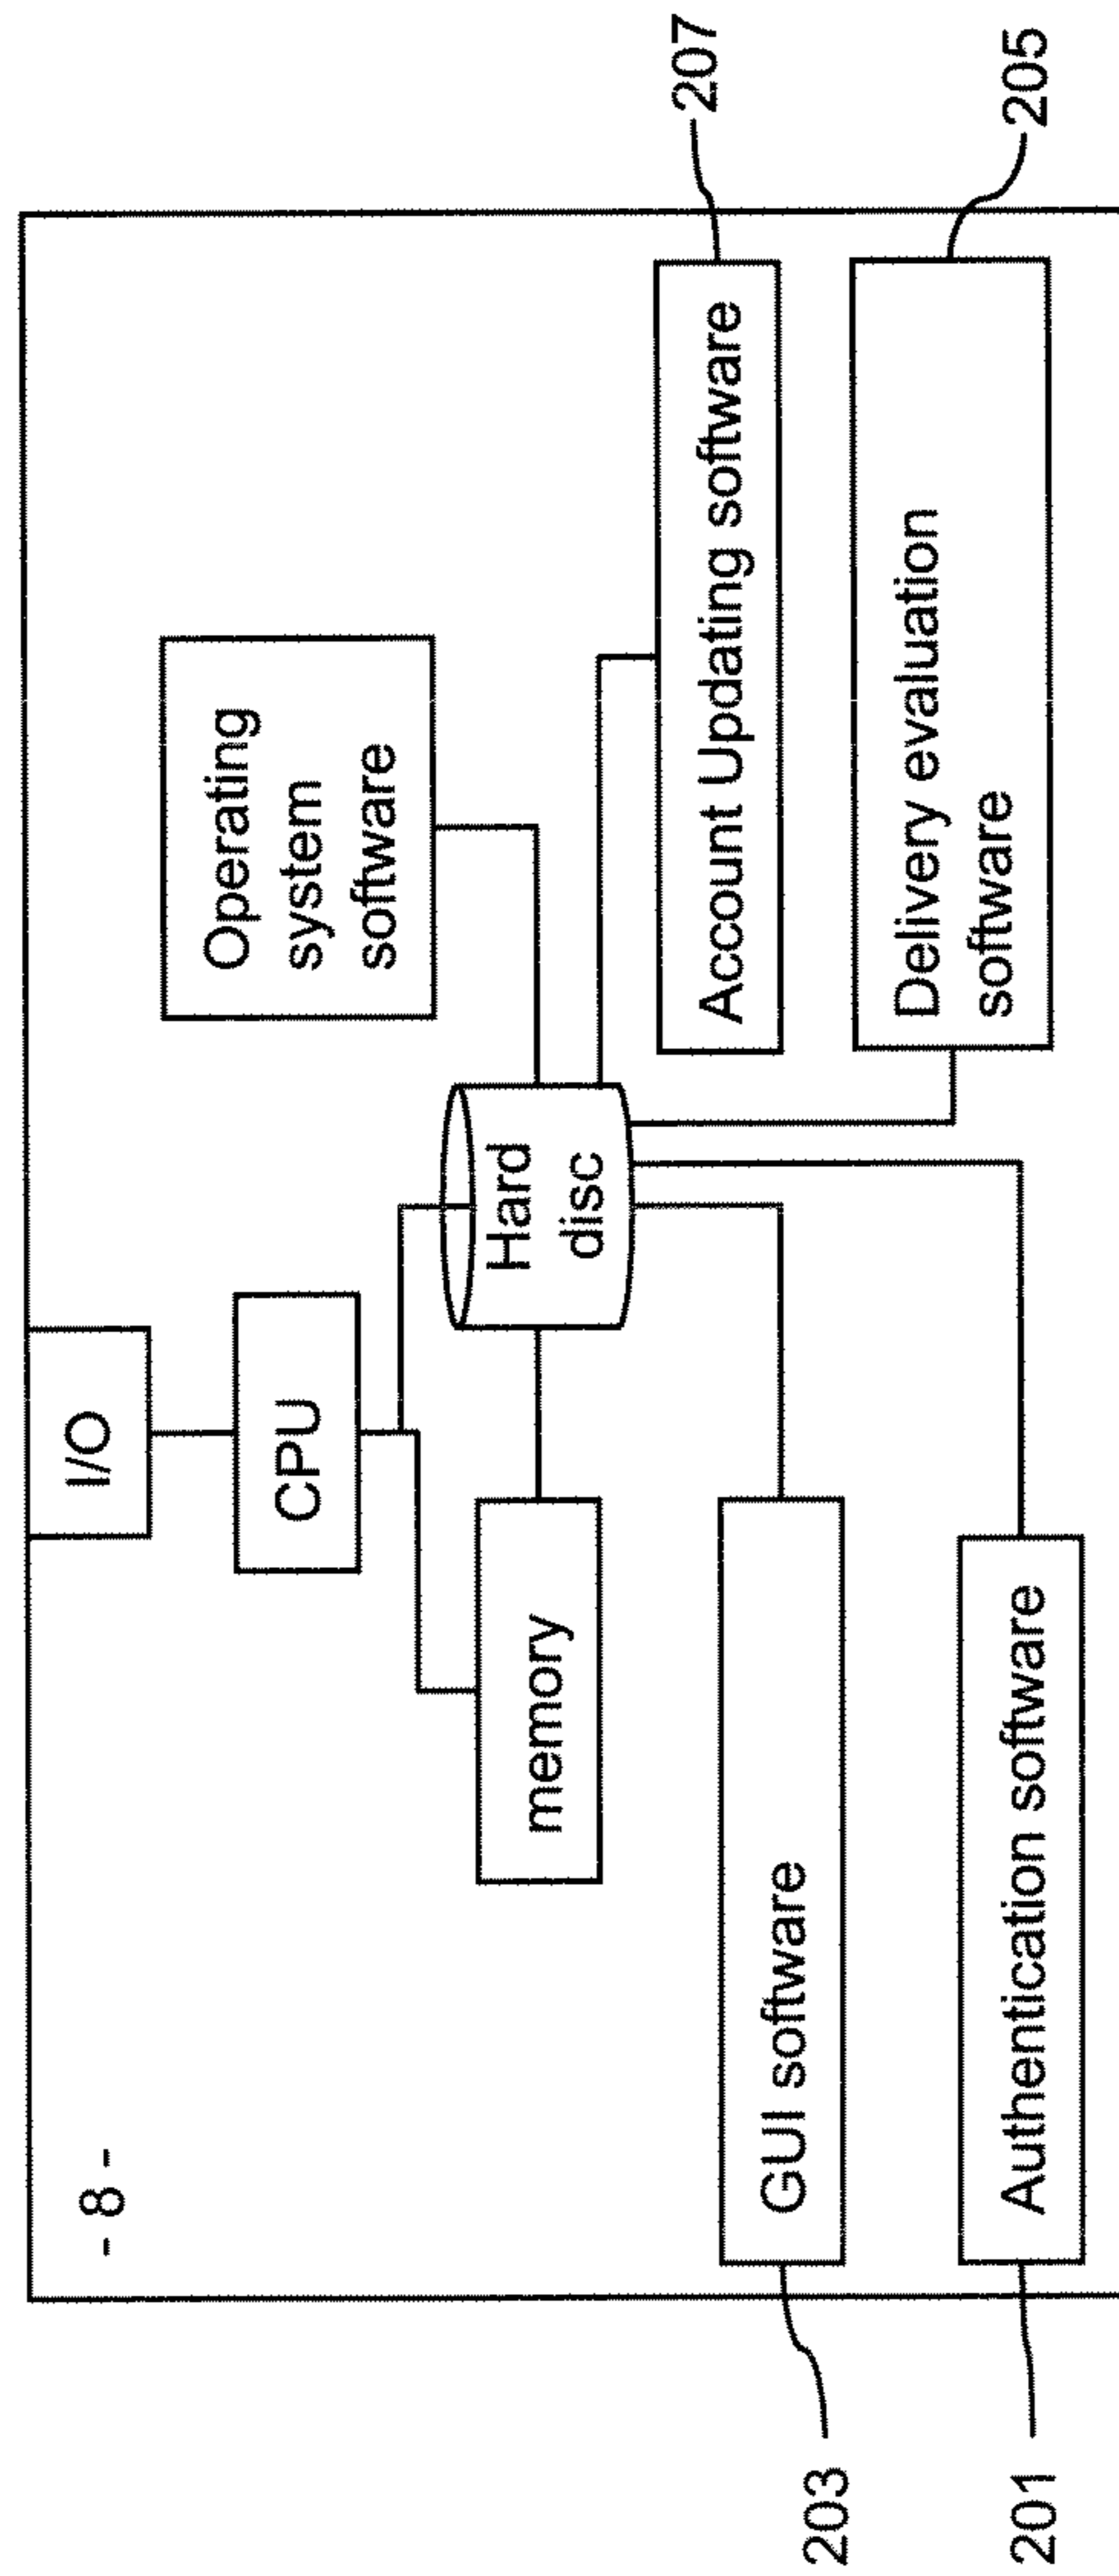 - 8 -
I/O
CPU
Operating
system
software
memory
Hard
disc
Account Updating software
207
GUI software
203
Delivery evaluation
software
205
Authentication software
201